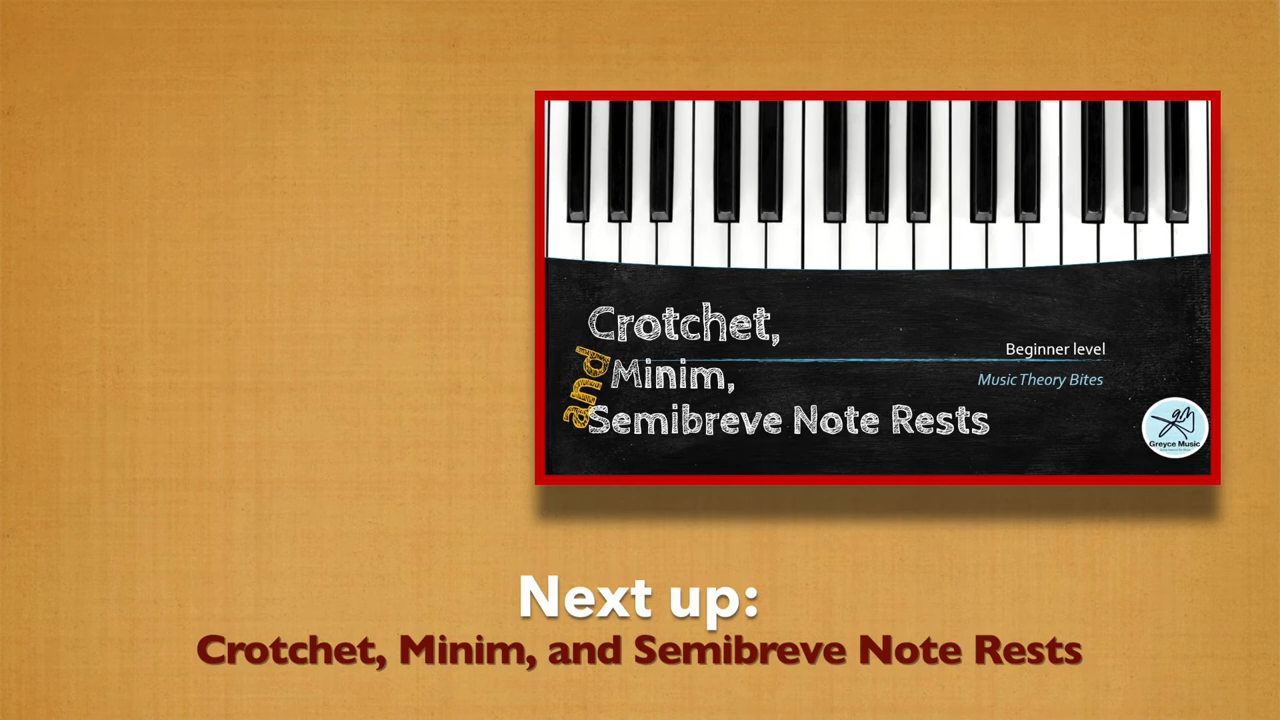 Crotchet,
and
Minim,
Semibreve Note Rests
Beginner level
Music Theory Bites
gm
Greyce Music
Next up:
Crotchet, Minim, and Semibreve Note Rests